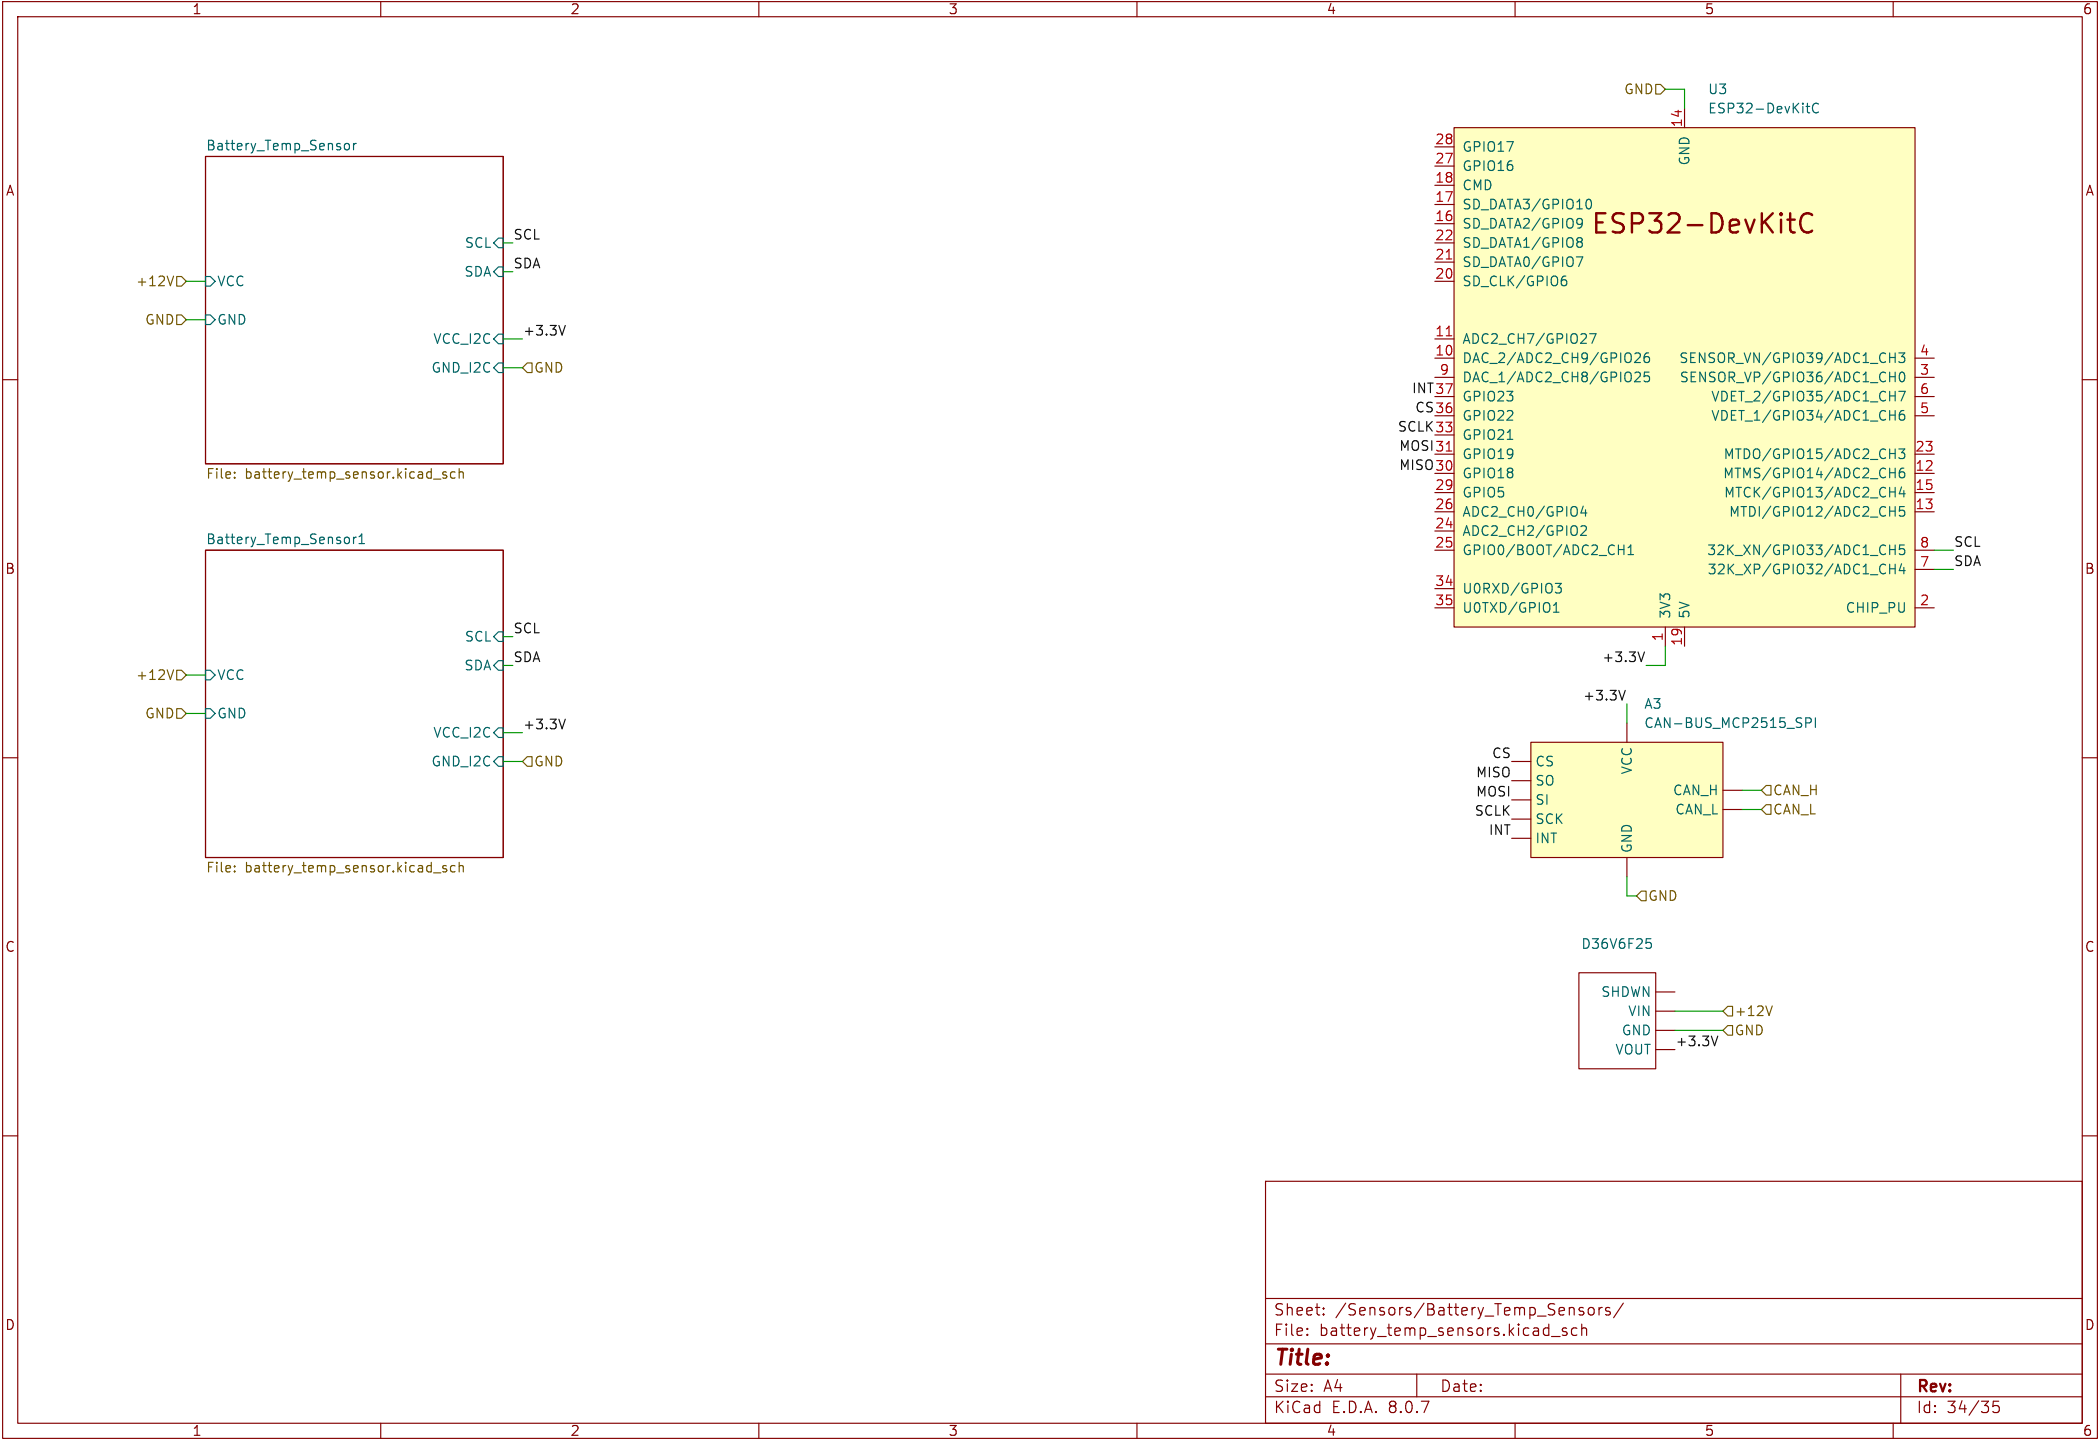 1 2 3 4 5 6
A
B
C
D
A
B
C
D
Battery_Temp_Sensor
SCL SCL
SDA SDA
+12V VCC
GND GND
VCC_I2C +3.3V
GND_I2C GND
File: battery_temp_sensor.kicad_sch
Battery_Temp_Sensor1
SCL SCL
SDA SDA
+12V VCC
GND GND
VCC_I2C +3.3V
GND_I2C GND
File: battery_temp_sensor.kicad_sch
GND
U3
ESP32-DevKitC
14
GND
ESP32-DevKitC
28 GPIO17
27 GPIO16
18 CMD
17 SD_DATA3/GPIO10
16 SD_DATA2/GPIO9
22 SD_DATA1/GPIO8
21 SD_DATA0/GPIO7
20 SD_CLK/GPIO6
11 ADC2_CH7/GPIO27
10 DAC_2/ADC2_CH9/GPIO26
9 DAC_1/ADC2_CH8/GPIO25
INT 37 GPIO23
CS 36 GPIO22
SCLK 33 GPIO21
MOSI 31 GPIO19
MISO 30 GPIO18
29 GPIO5
26 ADC2_CH0/GPIO4
24 ADC2_CH2/GPIO2
25 GPIO0/BOOT/ADC2_CH1
34 U0RXD/GPIO3
35 U0TXD/GPIO1
SENSOR_VN/GPIO39/ADC1_CH3 4
SENSOR_VP/GPIO36/ADC1_CH0 3
VDET_2/GPIO35/ADC1_CH7 6
VDET_1/GPIO34/ADC1_CH6 5
MTDO/GPIO15/ADC2_CH3 23
MTMS/GPIO14/ADC2_CH6 12
MTCK/GPIO13/ADC2_CH4 15
MTDI/GPIO12/ADC2_CH5 13
32K_XN/GPIO33/ADC1_CH5 8 SCL
32K_XP/GPIO32/ADC1_CH4 7 SDA
CHIP_PU 2
3V3
5V
1
19
+3.3V
+3.3V
A3
CAN-BUS_MCP2515_SPI
VCC
CS CS
MISO SO
MOSI SI
SCLK SCK
INT INT
CAN_H CAN_H
CAN_L CAN_L
GND
GND
D36V6F25
SHDWN
VIN +12V
GND GND
VOUT +3.3V
Sheet: /Sensors/Battery_Temp_Sensors/
File: battery_temp_sensors.kicad_sch
Title:
Size: A4 Date: Rev:
KiCad E.D.A. 8.0.7 Id: 34/35
1 2 3 4 5 6